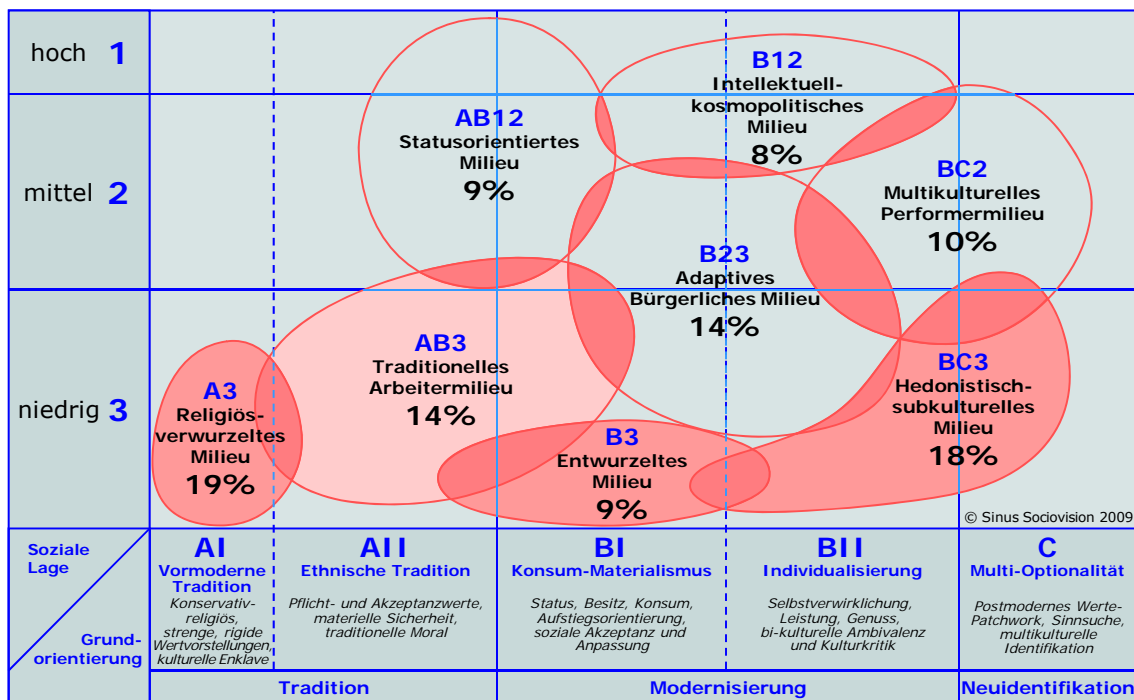 hoch 1
mittel 2
niedrig 3
B12
Intellektuell-
kosmopolitisches
Milieu
8%
AB12
Statusorientiertes
Milieu
9%
BC2
Multikulturelles
Performermilieu
10%
B23
Adaptives
Bürgerliches Milieu
14%
AB3
Traditionelles
Arbeitermilieu
14%
A3
Religiös-
verwurzeltes
Milieu
19%
BC3
Hedonistisch-
subkulturelles
Milieu
18%
B3
Entwurzeltes
Milieu
9%
© Sinus Sociovision 2009
Soziale
Lage
Grund-
orientierung
AI
Vormoderne
Tradition
Konservativ-
religiös,
strenge, rigide
Wertvorstellungen,
kulturelle Enklave
AII
Ethnische Tradition
Pflicht- und Akzeptanzwerte,
materielle Sicherheit,
traditionelle Moral
BI
Konsum-Materialismus
Status, Besitz, Konsum,
Aufstiegsorientierung,
soziale Akzeptanz und
Anpassung
BII
Individualisierung
Selbstverwirklichung,
Leistung, Genuss,
bi-kulturelle Ambivalenz
und Kulturkritik
C
Multi-Optionalität
Postmodernes Werte-
Patchwork, Sinnsuche,
multikulturelle
Identifikation
Tradition
Modernisierung
Neuidentifikation